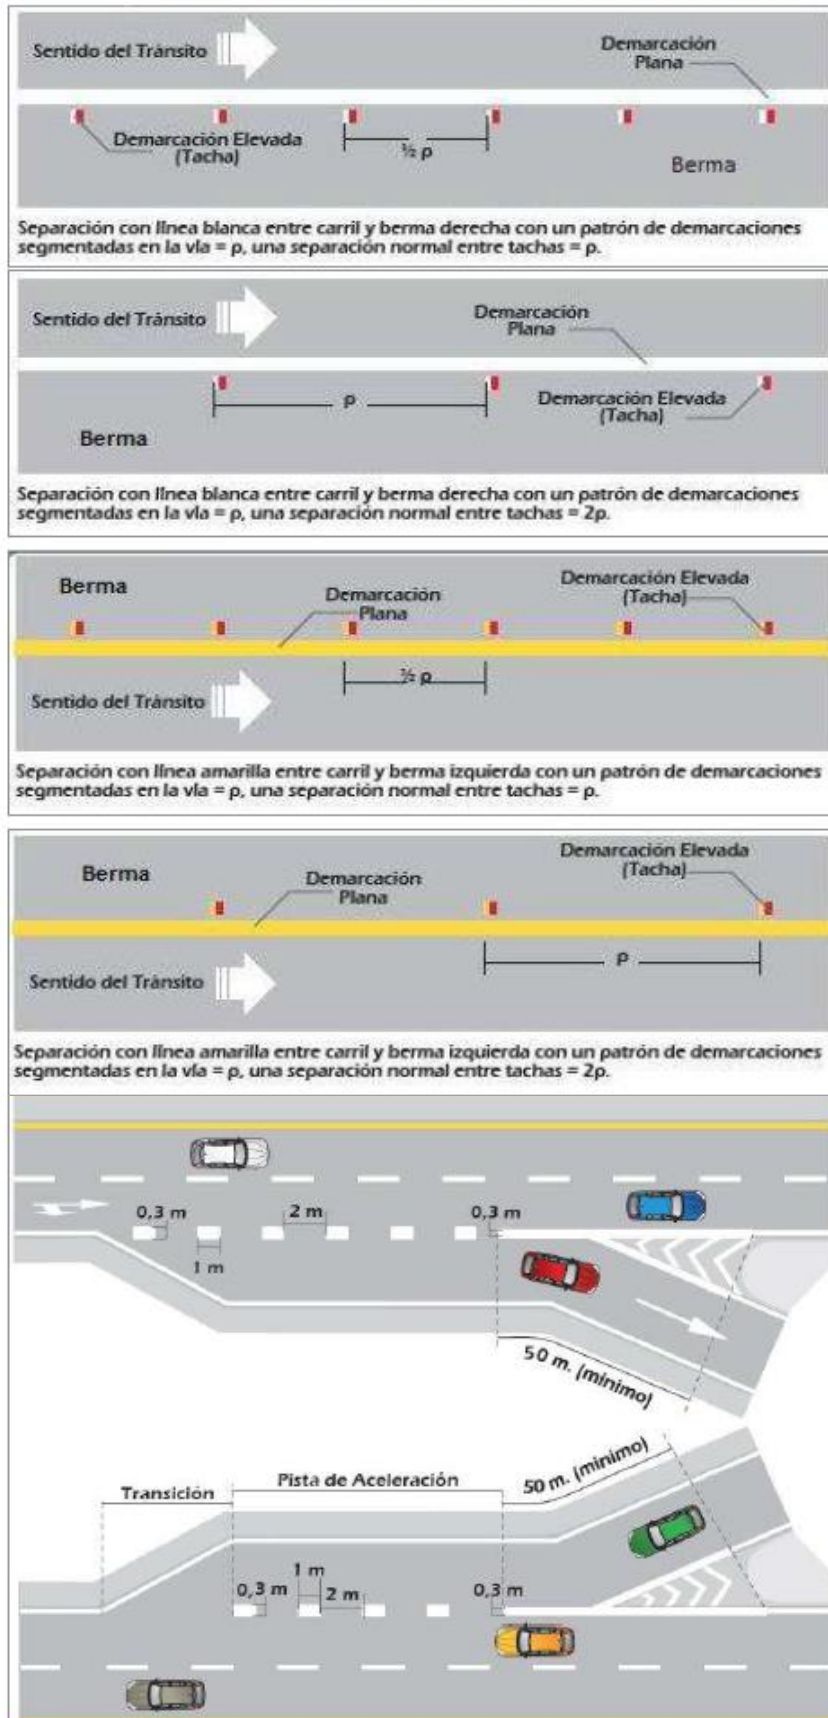 Sentido del Tránsito
Demarcación
Plana
Demarcación Elevada
(Tacha)
½ ρ
Berma
Separación con línea blanca entre carril y berma derecha con un patrón de demarcaciones
segmentadas en la vía = ρ, una separación normal entre tachas = ρ.
Sentido del Tránsito
Demarcación
Plana
ρ
Demarcación Elevada
(Tacha)
Berma
Separación con línea blanca entre carril y berma derecha con un patrón de demarcaciones
segmentadas en la vía = ρ, una separación normal entre tachas = 2ρ.
Berma
Demarcación
Plana
Demarcación Elevada
(Tacha)
½ ρ
Sentido del Tránsito
Separación con línea amarilla entre carril y berma izquierda con un patrón de demarcaciones
segmentadas en la vía = ρ, una separación normal entre tachas = ρ.
Berma
Demarcación
Plana
Demarcación Elevada
(Tacha)
ρ
Sentido del Tránsito
Separación con línea amarilla entre carril y berma izquierda con un patrón de demarcaciones
segmentadas en la vía = ρ, una separación normal entre tachas = 2ρ.
0,3 m
2 m
0,3 m
1 m
50 m. (mínimo)
Transición
Pista de Aceleración
50 m. (mínimo)
1 m
0,3 m
2 m
0,3 m